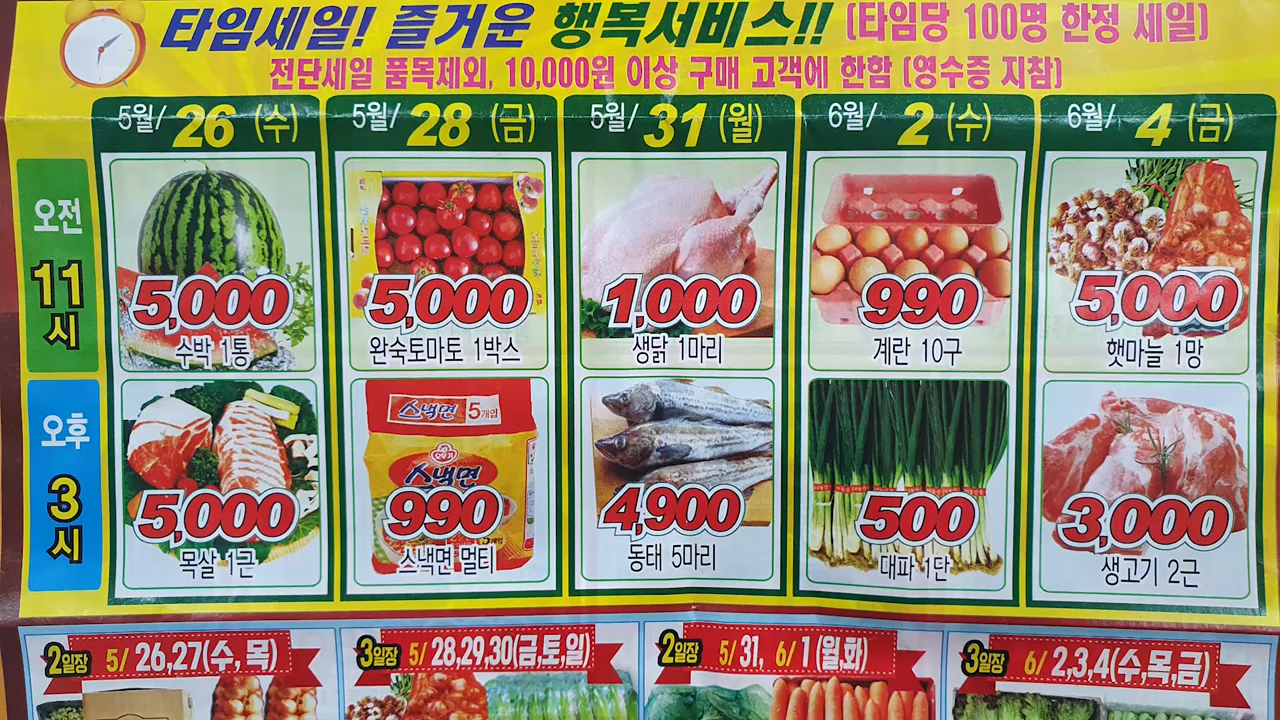 타임세일! 즐거운 행복서비스!! (타임당 100명 한정 세일)
전단세일 품목제외, 10,000원 이상 구매 고객에 한함 (영수증 지참)
5월/ 26 (수)
5월/ 28 (금)
5월/ 31 (월)
6월/ 2 (수)
6월/ 4 (금)
오전
11
시
5,000
수박 1통
5,000
완숙토마토 1박스
1,000
생닭 1마리
990
계란 10구
5,000
햇마늘 1망
오후
3
시
5,000
목살 1근
스낵면 5개입
오뚜기
스낵면
990
스낵면 멀티
4,900
동태 5마리
500
대파 1단
3,000
생고기 2근
2일장 5/ 26,27(수, 목)
3일장 5/ 28,29,30(금,토,일)
2일장 5/ 31, 6/ 1 (월,화)
3일장 6/ 2,3,4(수,목,금)